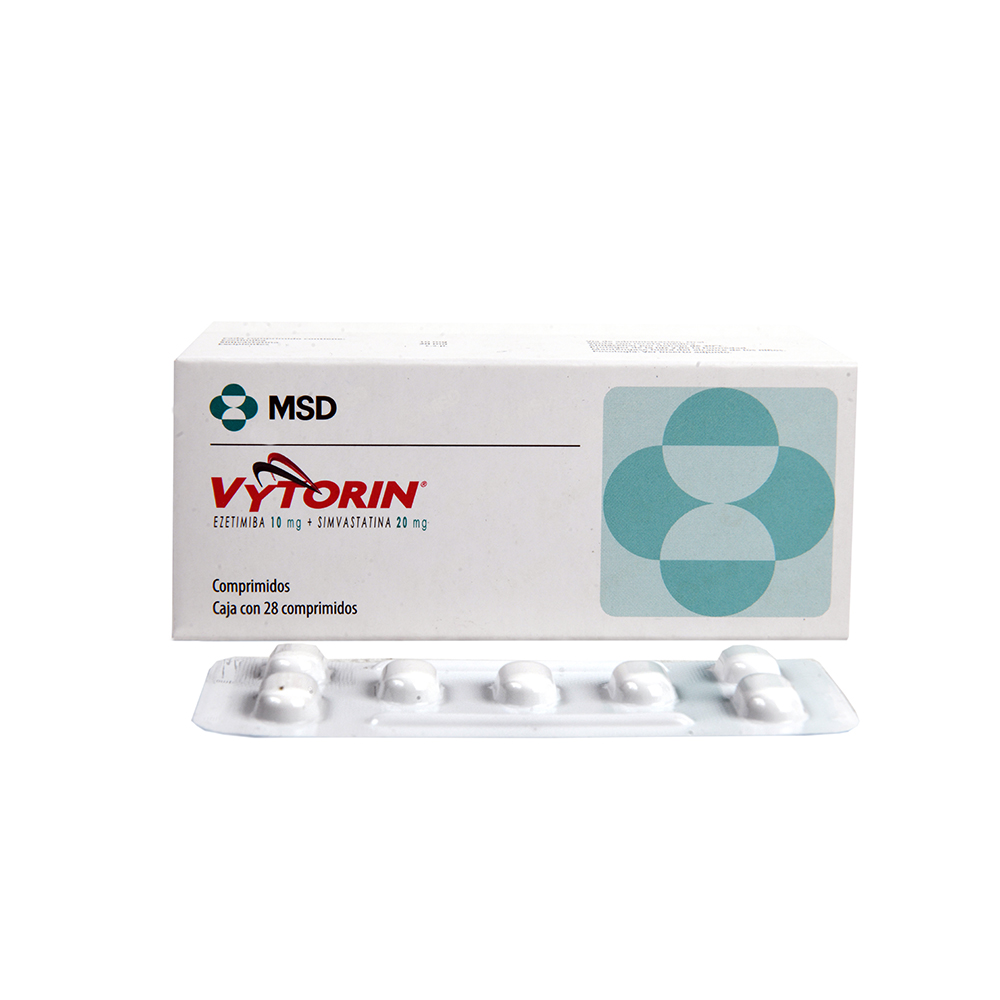 MSD
VYTORIN®
EZETIMIBA 10 mg + SIMVASTATINA 20 mg
Comprimidos
Caja con 28 comprimidos